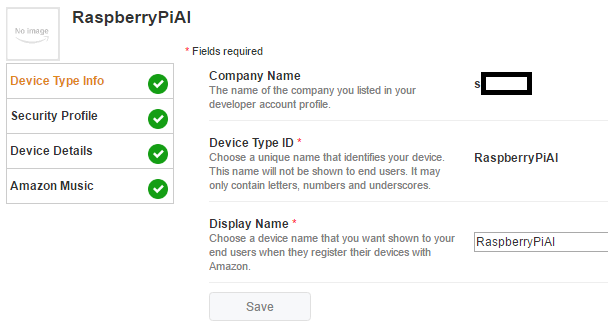 RaspberryPiAI
No image
* Fields required
Device Type Info
Security Profile
Device Details
Amazon Music
Company Name
The name of the company you listed in your
developer account profile.
s
Device Type ID *
Choose a unique name that identifies your device.
This name will not be shown to end users. It may
only contain letters, numbers and underscores.
RaspberryPiAI
Display Name *
Choose a device name that you want shown to your
end users when they register their devices with
Amazon.
RaspberryPiAI
Save